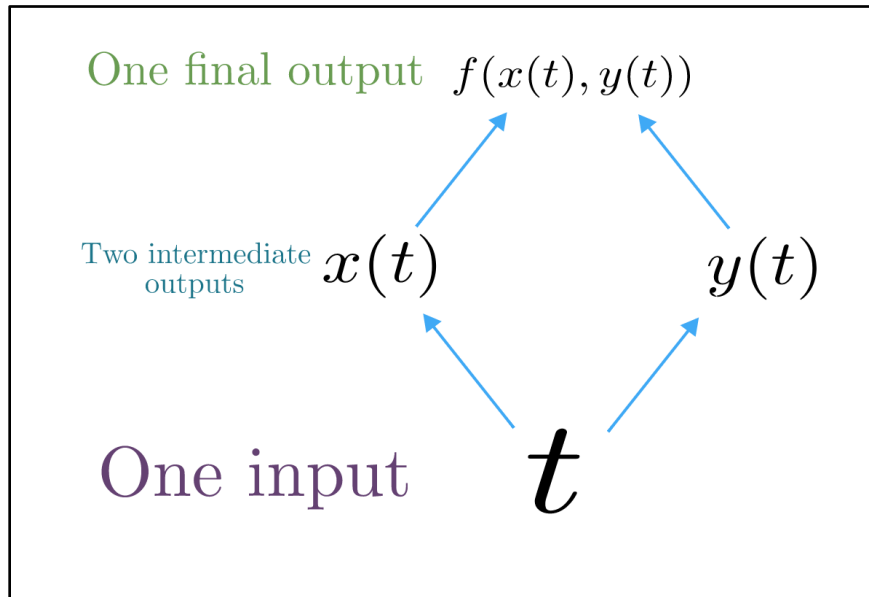 One final output f(x(t), y(t))
Two intermediate
outputs
x(t) y(t)
One input t